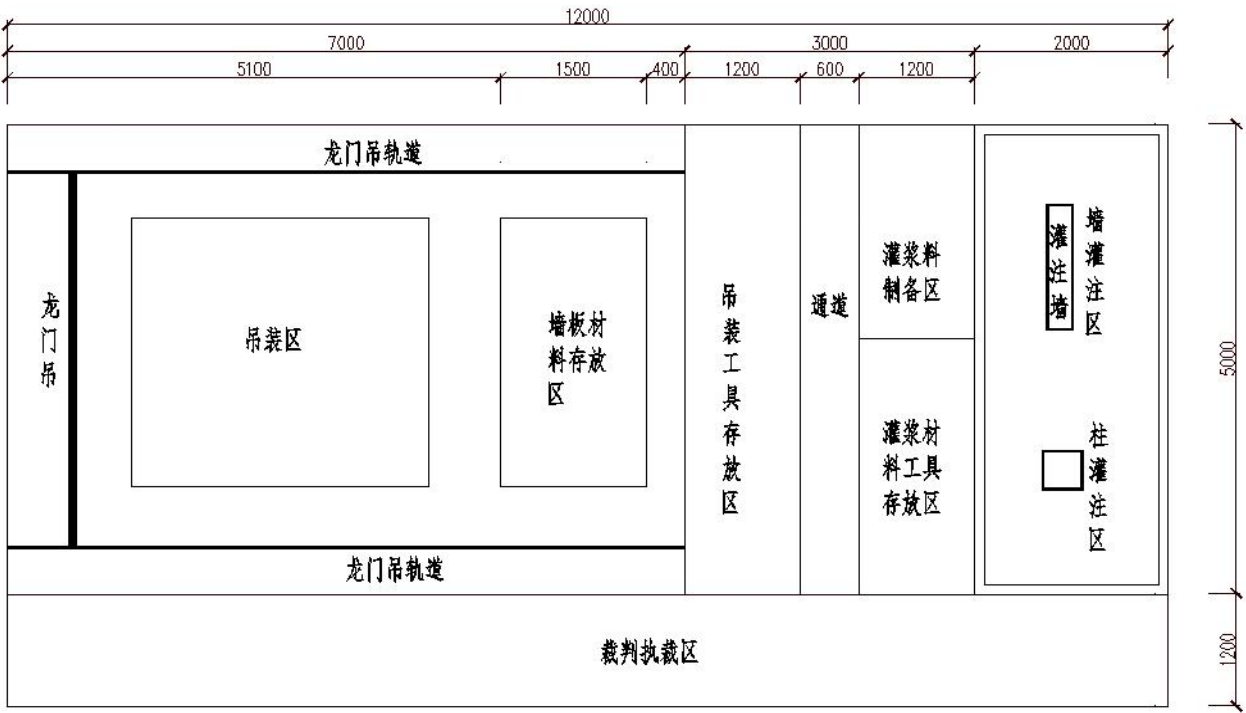 12000
7000
3000
2000
5100
1500
400
1200
600
1200
龙门吊轨道
龙门吊
吊装区
墙板材
料存放
区
吊装工具存放区
通道
灌浆料
制备区
灌浆材
料工具
存放区
灌注墙
墙灌注区
柱灌注区
龙门吊轨道
裁判执裁区
5000
1200